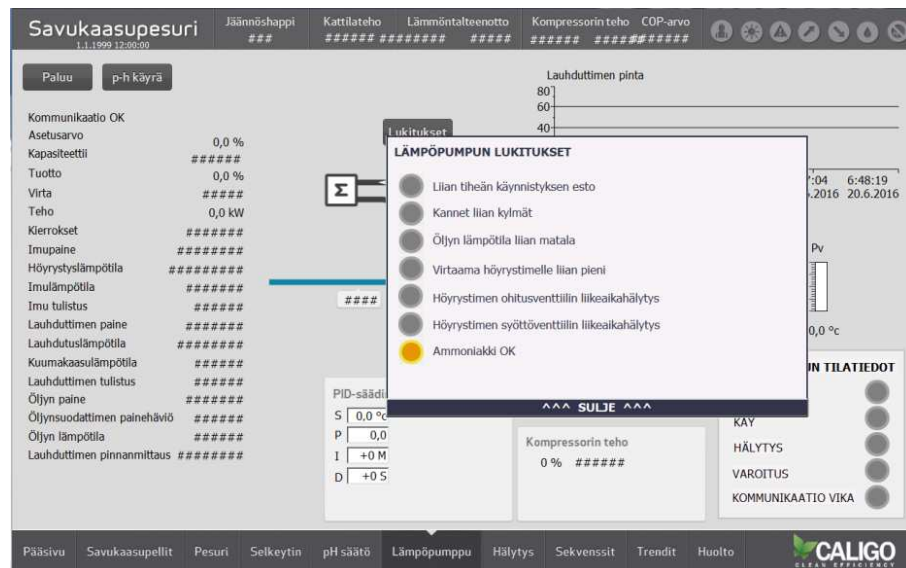 Savukaasupesuri
1.1.1999 12:00:00
Jäännöshappi
###
Kattilateho
######
Lämmöntalteenotto
######## #####
Kompressorin teho
###### ####
COP-arvo
######
Paluu
p-h käyrä
Kommunikaatio OK
Asetusarvo 0,0 %
Kapasiteettii ######
Tuotto 0,0 %
Virta #####
Teho 0,0 kW
Kierrokset #######
Imupaine ########
Höyrystyslämpötila #########
Imulämpötila #######
Imu tulistus ######
Lauhduttimen paine #######
Lauhdutuslämpötila ########
Kuumakaasulämpötila ######
Lauhduttimen tulistus ######
Öljyn paine #######
Öljynsuodattimen painehäviö ######
Öljyn lämpötila ######
Lauhduttimen pinnanmittaus ########
Lukitukset
Σ
####
Lauhduttimen pinta
80
60
40
:04 6:48:19
.2016 20.6.2016
LÄMPÖPUMPUN LUKITUKSET
Liian tiheän käynnistyksen esto
Kannet liian kylmät
Öljyn lämpötila liian matala
Virtaama höyrystimelle liian pieni
Höyrystimen ohitusventtiilin liikeaikahälytys
Höyrystimen syöttöventtiilin liikeaikahälytys
Ammoniakki OK
^^^ SULJE ^^^
Pv
0,0 °c
PID-säädin
S 0,0 °c
P 0,0
I +0 M
D +0 S
Kompressorin teho
0 % ######
N TILATIEDOT
KÄY
HÄLYTYS
VAROITUS
KOMMUNIKAATIO VIKA
Pääsivu Savukaasupellit Pesuri Selkeytin pH säätö Lämpöpumppu Hälytys Sekvenssit Trendit Huolto
CALIGO
CLEAN EFFICIENCY